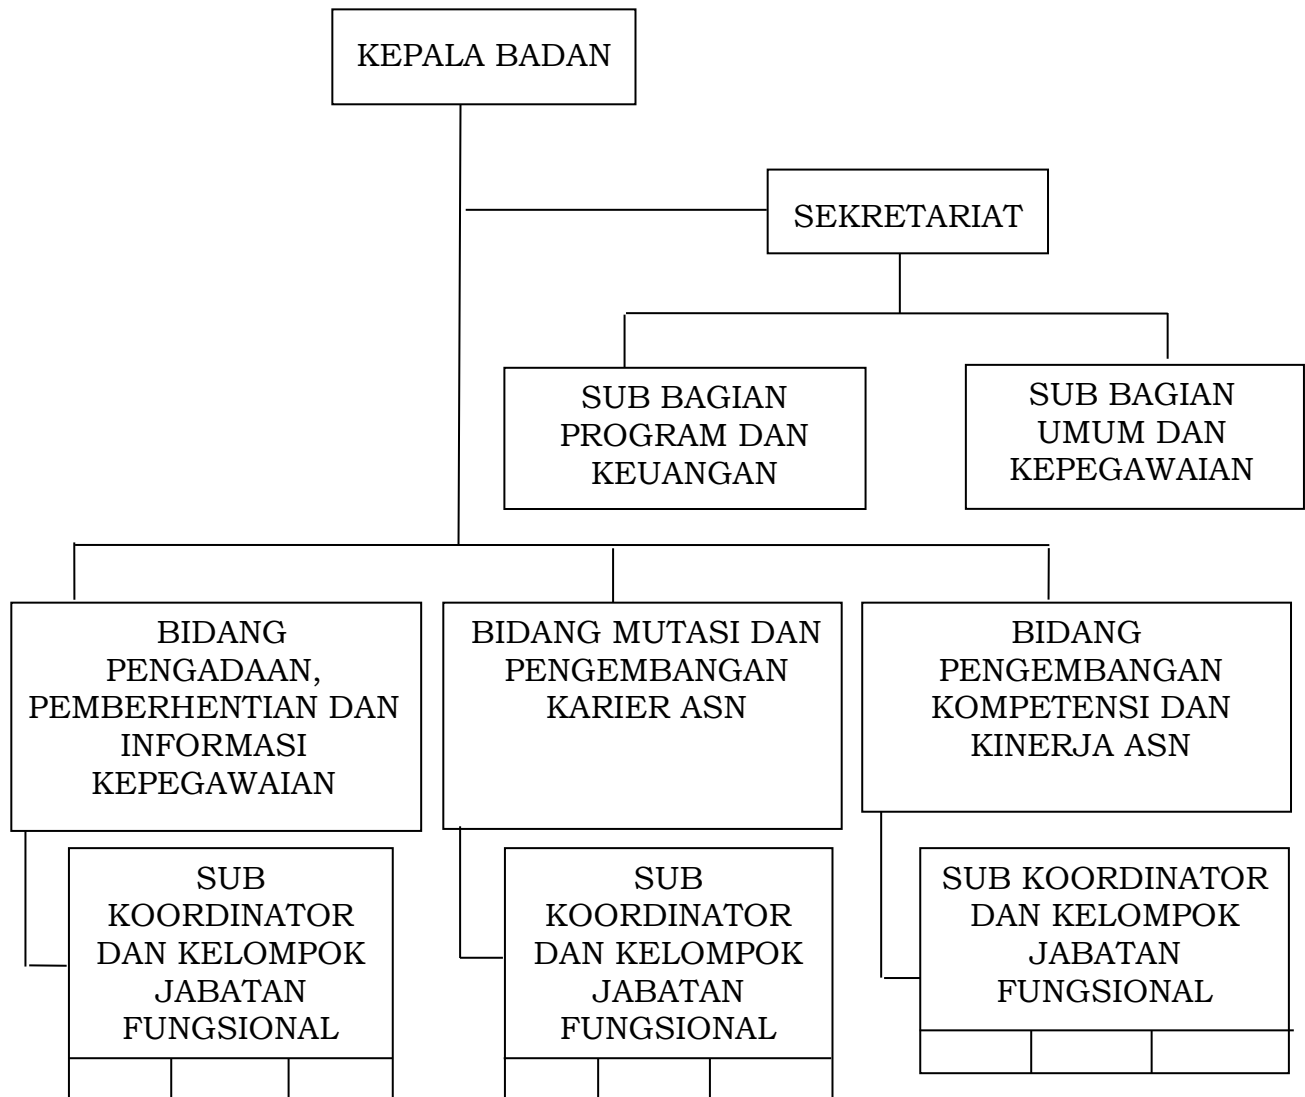 KEPALA BADAN
SEKRETARIAT
SUB BAGIAN
PROGRAM DAN
KEUANGAN
SUB BAGIAN
UMUM DAN
KEPEGAWAIAN
BIDANG
PENGADAAN,
PEMBERHENTIAN DAN
INFORMASI
KEPEGAWAIAN
BIDANG MUTASI DAN
PENGEMBANGAN
KARIER ASN
BIDANG
PENGEMBANGAN
KOMPETENSI DAN
KINERJA ASN
SUB
KOORDINATOR
DAN KELOMPOK
JABATAN
FUNGSIONAL
SUB
KOORDINATOR
DAN KELOMPOK
JABATAN
FUNGSIONAL
SUB KOORDINATOR
DAN KELOMPOK
JABATAN
FUNGSIONAL